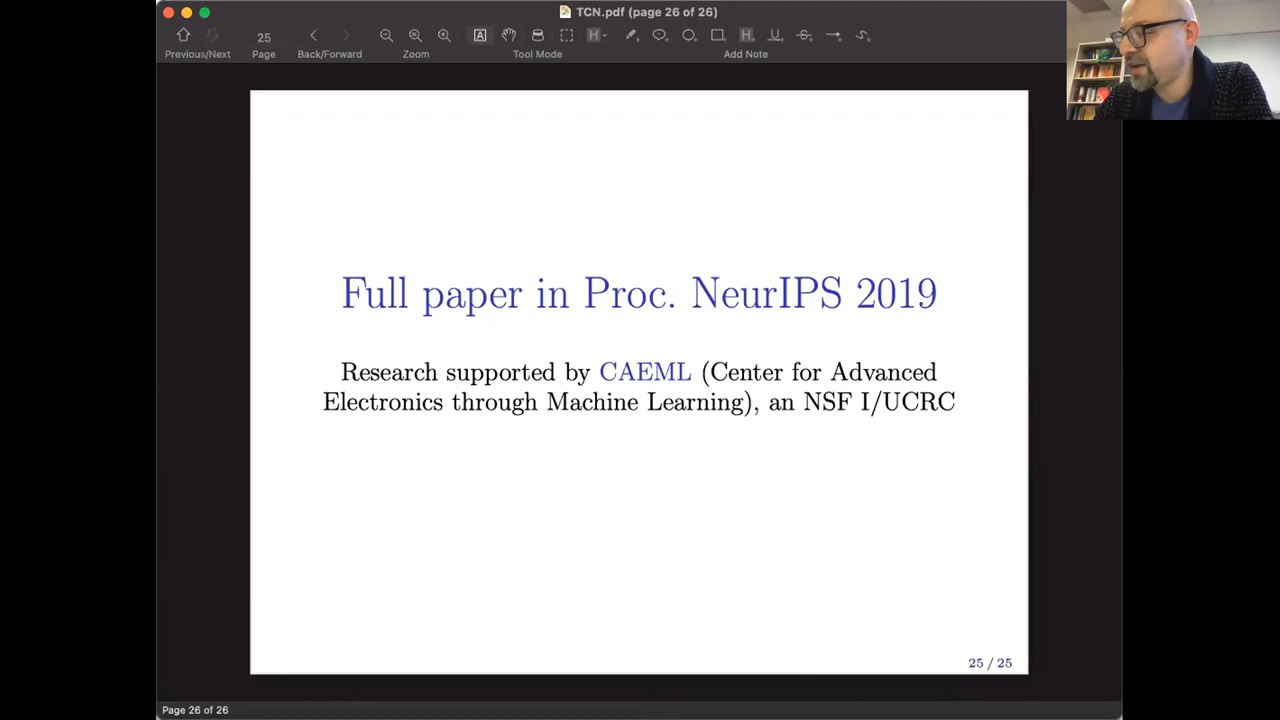 TCN.pdf (page 26 of 26)
25
Previous/Next
Page
Back/Forward
Zoom
Tool Mode
Add Note
Full paper in Proc. NeurIPS 2019
Research supported by CAEML (Center for Advanced
Electronics through Machine Learning), an NSF I/UCRC
25 / 25
Page 26 of 26